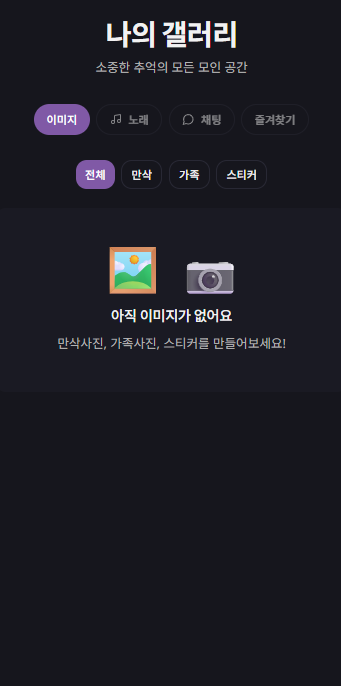 나의 갤러리
소중한 추억의 모든 모인 공간
이미지 노래 채팅 즐겨찾기
전체 만삭 가족 스티커
아직 이미지가 없어요
만삭사진, 가족사진, 스티커를 만들어보세요!